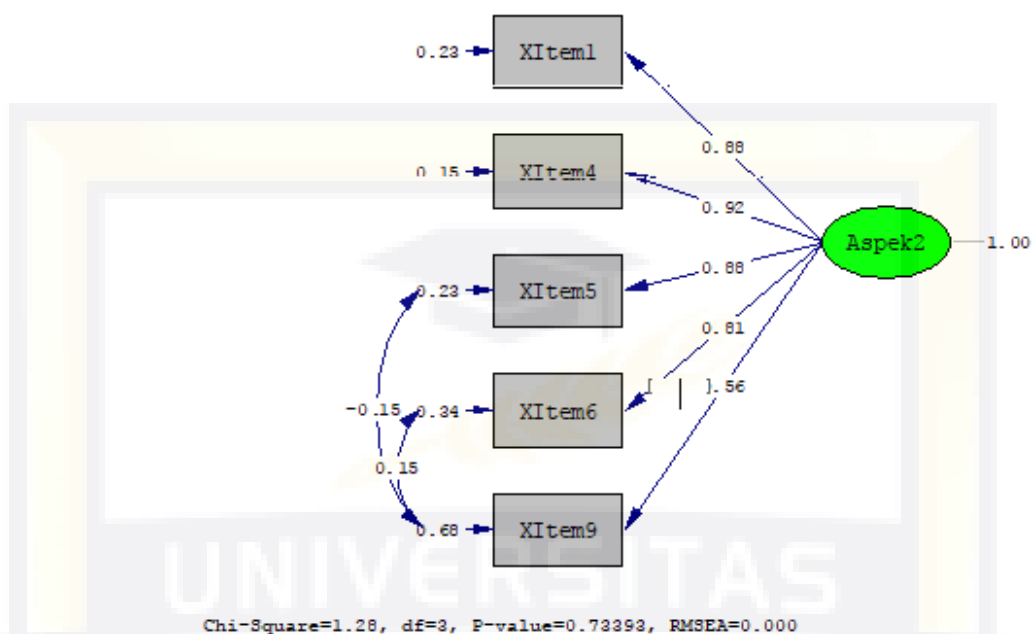 0.23 XItem1
0.88
0.15 XItem4
0.92
Aspek2 1.00
0.88
0.23 XItem5
0.81
.56
-0.15 0.34 XItem6
0.15
0.68 XItem9
UNIVERSITAS
Chi-Square=1.28, df=3, P-value=0.73393, RMSEA=0.000